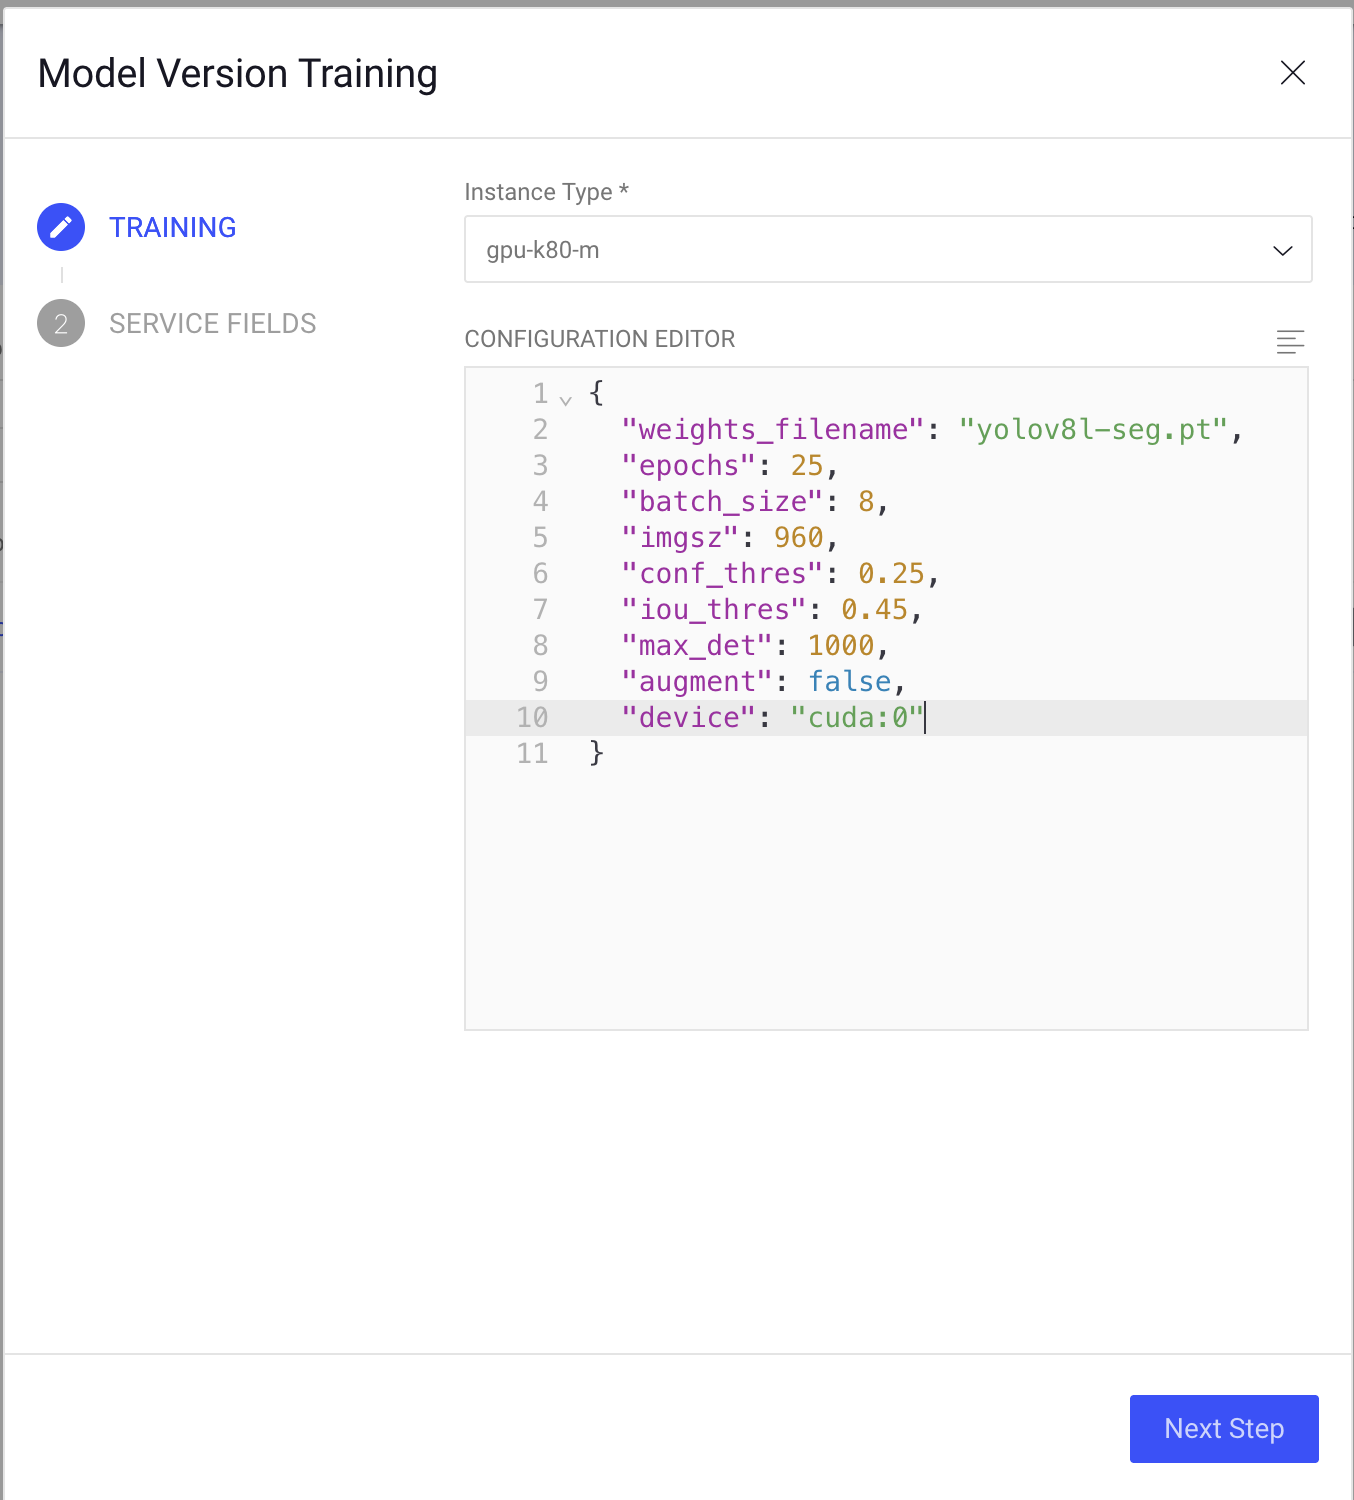 Model Version Training
TRAINING
2 SERVICE FIELDS
Instance Type *
gpu-k80-m
CONFIGURATION EDITOR
1 {
2 "weights_filename": "yolov8l-seg.pt",
3 "epochs": 25,
4 "batch_size": 8,
5 "imgsz": 960,
6 "conf_thres": 0.25,
7 "iou_thres": 0.45,
8 "max_det": 1000,
9 "augment": false,
10 "device": "cuda:0"
11 }
Next Step